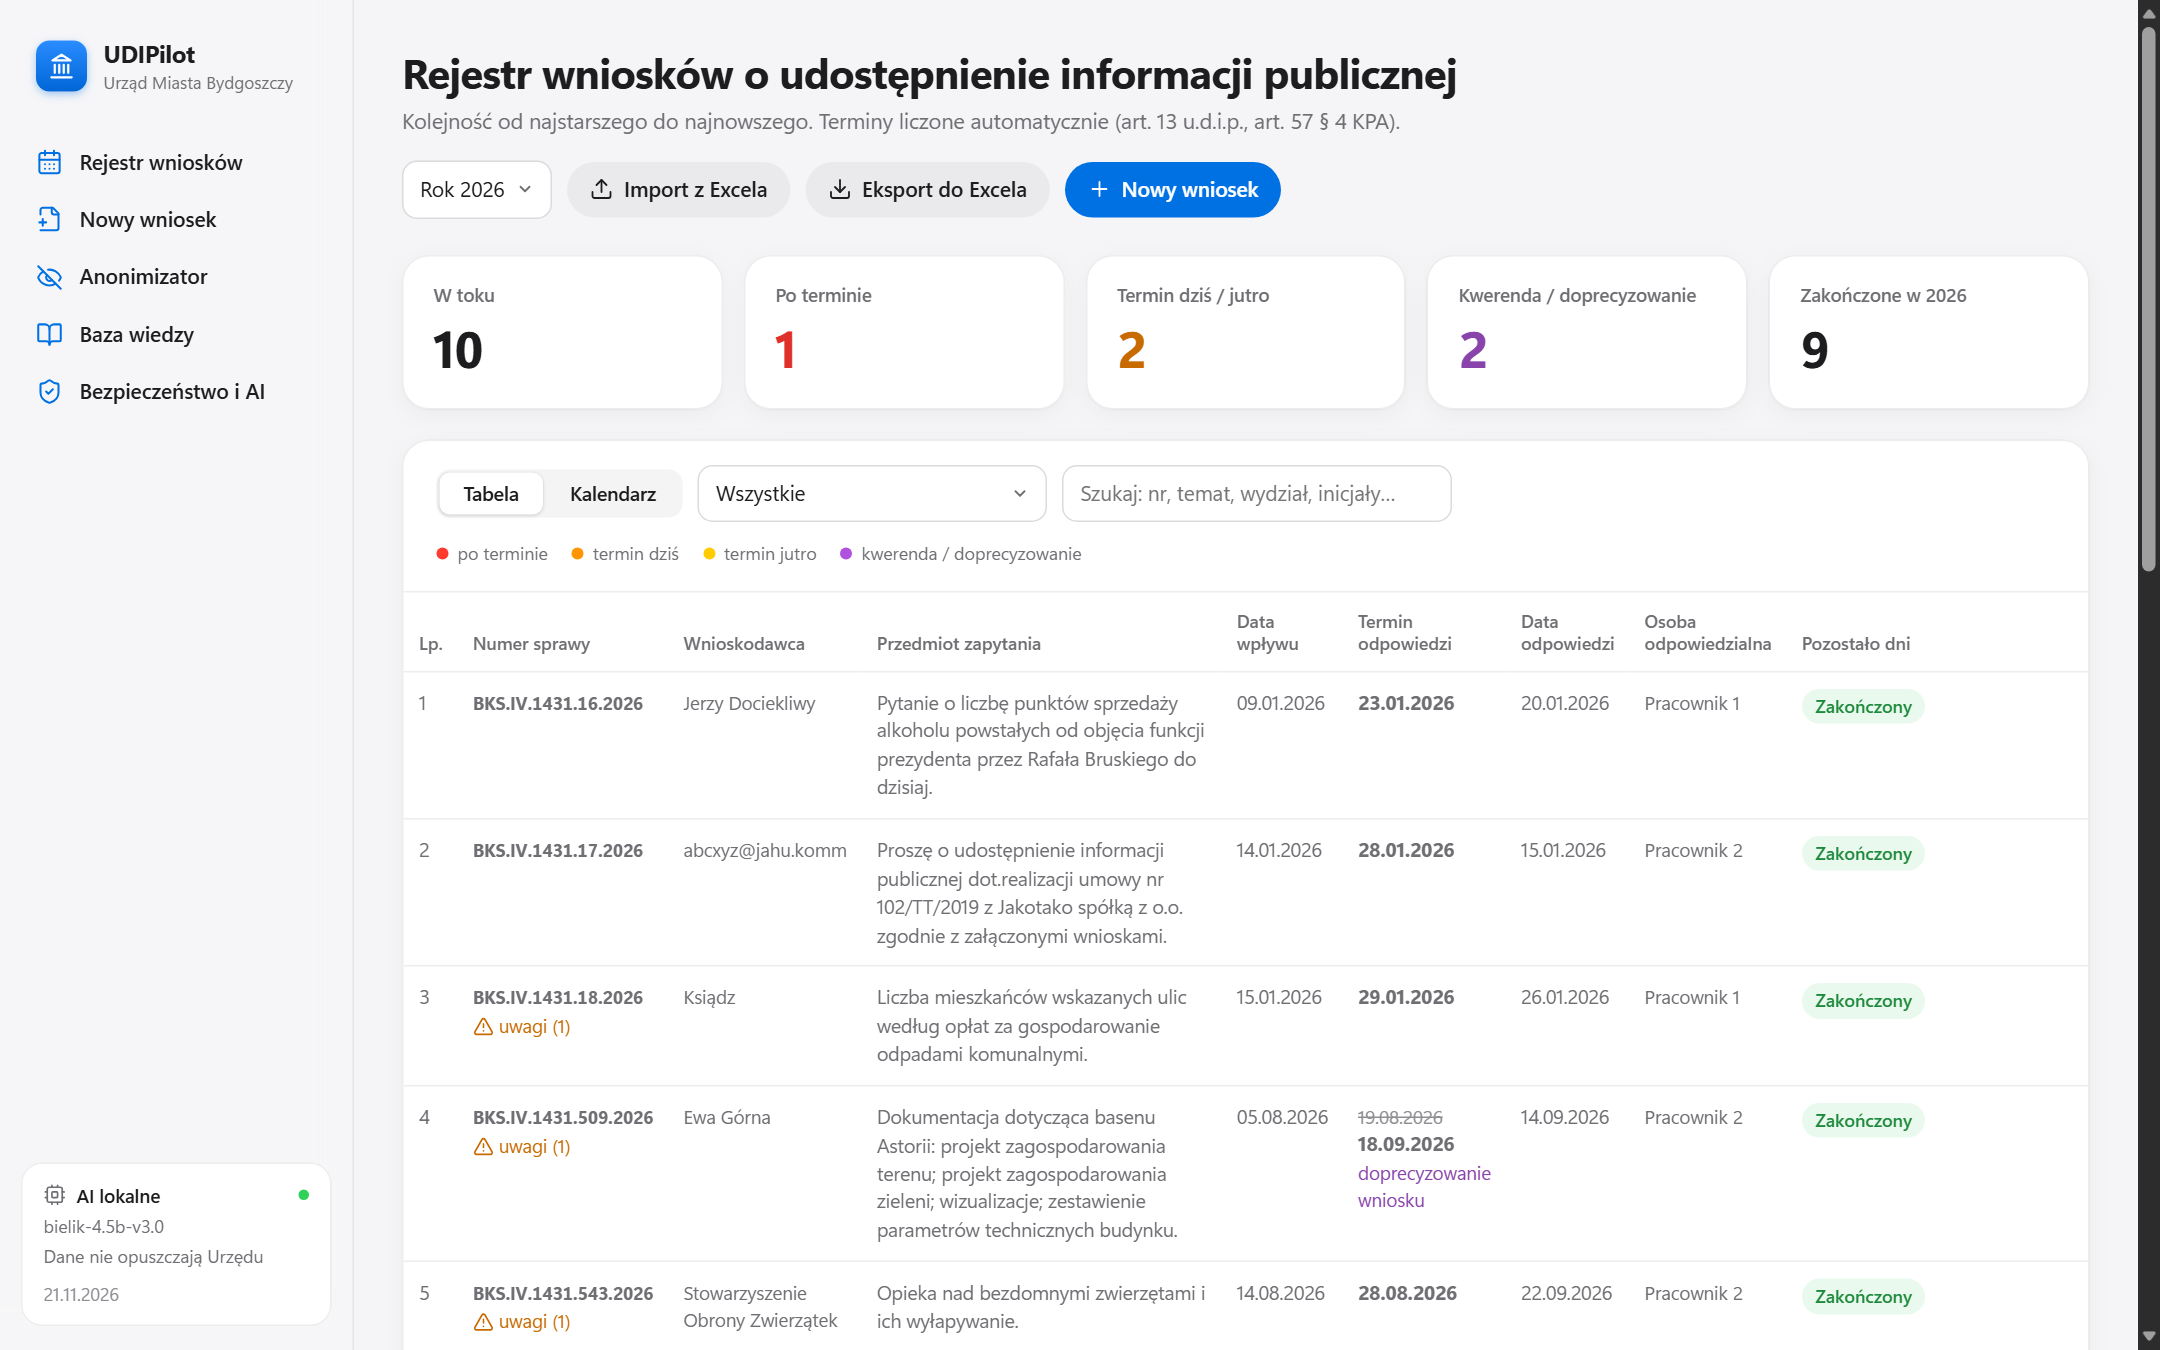 UDIPilot
Urząd Miasta Bydgoszczy
Rejestr wniosków
Nowy wniosek
Anonimizator
Baza wiedzy
Bezpieczeństwo i AI
AI lokalne
bielik-4.5b-v3.0
Dane nie opuszczają Urzędu
21.11.2026
Rejestr wniosków o udostępnienie informacji publicznej
Kolejność od najstarszego do najnowszego. Terminy liczone automatycznie (art. 13 u.d.i.p., art. 57 § 4 KPA).
Rok 2026
Import z Excela
Eksport do Excela
Nowy wniosek
W toku
10
Po terminie
1
Termin dziś / jutro
2
Kwerenda / doprecyzowanie
2
Zakończone w 2026
9
Tabela
Kalendarz
Wszystkie
Szukaj: nr, temat, wydział, inicjały...
po terminie
termin dziś
termin jutro
kwerenda / doprecyzowanie
Lp.
Numer sprawy
Wnioskodawca
Przedmiot zapytania
Data
wpływu
Termin
odpowiedzi
Data
odpowiedzi
Osoba
odpowiedzialna
Pozostało dni
1
BKS.IV.1431.16.2026
Jerzy Dociekliwy
Pytanie o liczbę punktów sprzedaży
alkoholu powstałych od objęcia funkcji
prezydenta przez Rafała Bruskiego do
dzisiaj.
09.01.2026
23.01.2026
20.01.2026
Pracownik 1
Zakończony
2
BKS.IV.1431.17.2026
abcxyz@jahu.komm
Proszę o udostępnienie informacji
publicznej dot.realizacji umowy nr
102/TT/2019 z Jakotako spółką z o.o.
zgodnie z załączonymi wnioskami.
14.01.2026
28.01.2026
15.01.2026
Pracownik 2
Zakończony
3
BKS.IV.1431.18.2026
uwagi (1)
Ksiądz
Liczba mieszkańców wskazanych ulic
według opłat za gospodarowanie
odpadami komunalnymi.
15.01.2026
29.01.2026
26.01.2026
Pracownik 1
Zakończony
4
BKS.IV.1431.509.2026
uwagi (1)
Ewa Górna
Dokumentacja dotycząca basenu
Astorii: projekt zagospodarowania
terenu; projekt zagospodarowania
zieleni; wizualizacje; zestawienie
parametrów technicznych budynku.
05.08.2026
19.08.2026
18.09.2026
doprecyzowanie
wniosku
14.09.2026
Pracownik 2
Zakończony
5
BKS.IV.1431.543.2026
uwagi (1)
Stowarzyszenie
Obrony Zwierzątek
Opieka nad bezdomnymi zwierzętami i
ich wyłapywanie.
14.08.2026
28.08.2026
22.09.2026
Pracownik 2
Zakończony